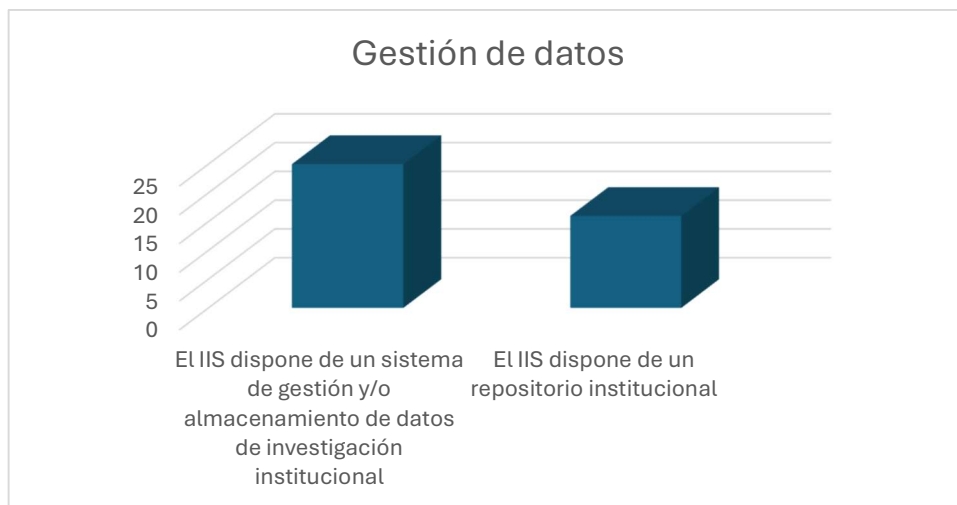 Gestión de datos
25
20
15
10
5
0
El IIS dispone de un sistema
de gestión y/o
almacenamiento de datos
de investigación
institucional
El IIS dispone de un
repositorio institucional